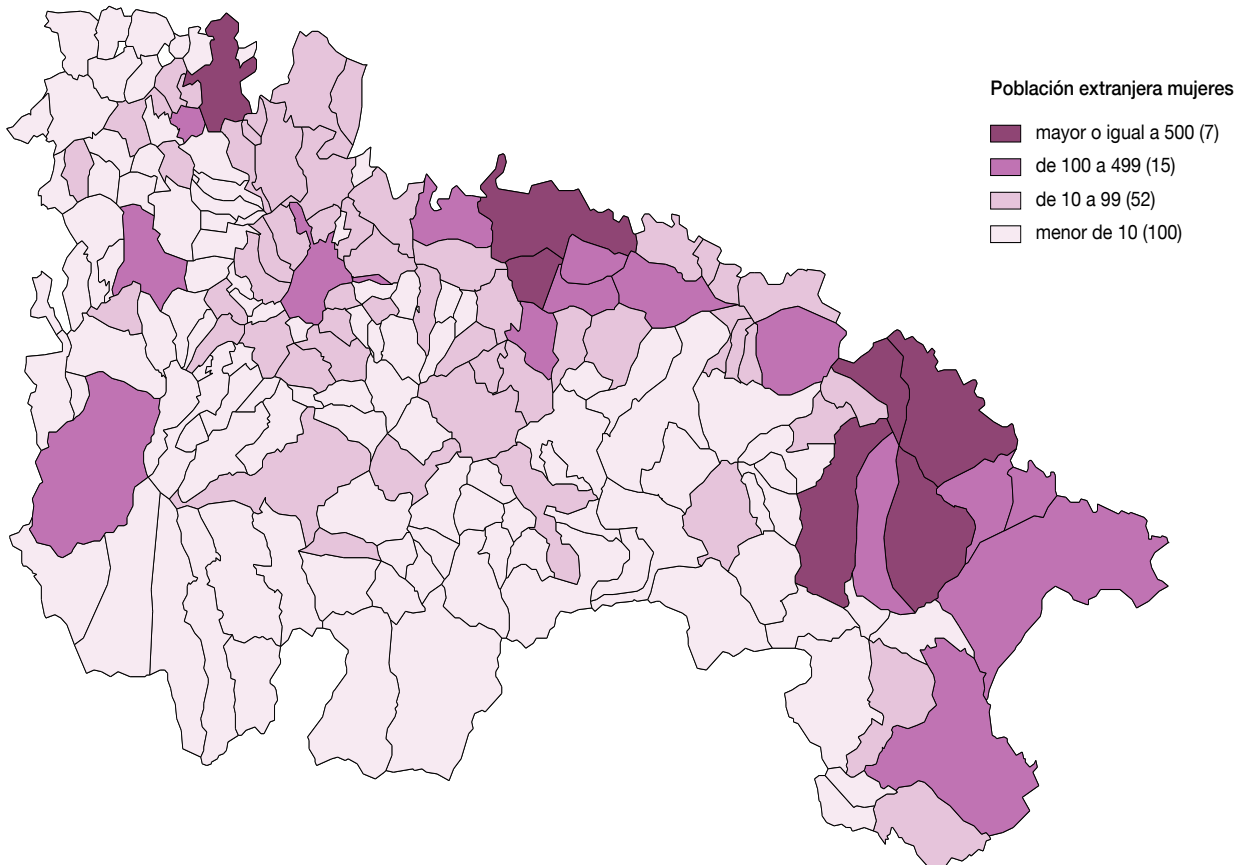 Población extranjera mujeres
mayor o igual a 500 (7)
de 100 a 499 (15)
de 10 a 99 (52)
menor de 10 (100)